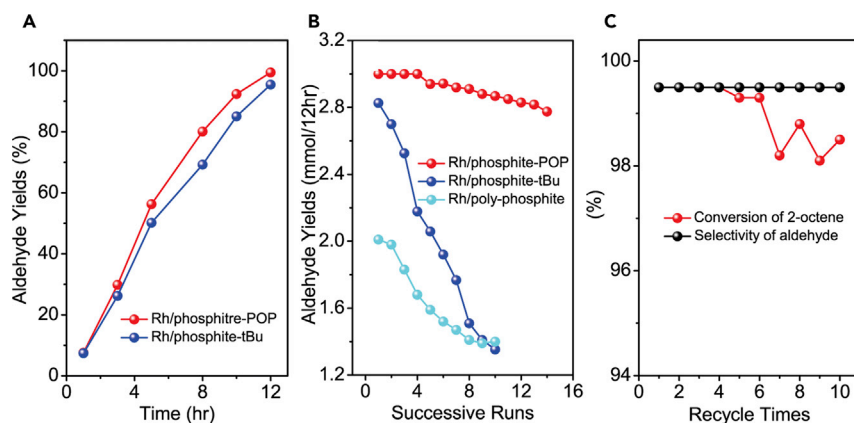 A
Aldehyde Yields (%)
100
80
60
40
20
0
Rh/phosphitre-POP
Rh/phosphite-tBu
0 4 8 12
Time (hr)
B
Aldehyde Yields (mmol/12hr)
3.2
2.8
2.4
2.0
1.6
1.2
Rh/phosphite-POP
Rh/phosphite-tBu
Rh/poly-phosphite
0 4 8 12 16
Successive Runs
C
(%)
100
98
96
94
Conversion of 2-octene
Selectivity of aldehyde
0 2 4 6 8 10
Recycle Times